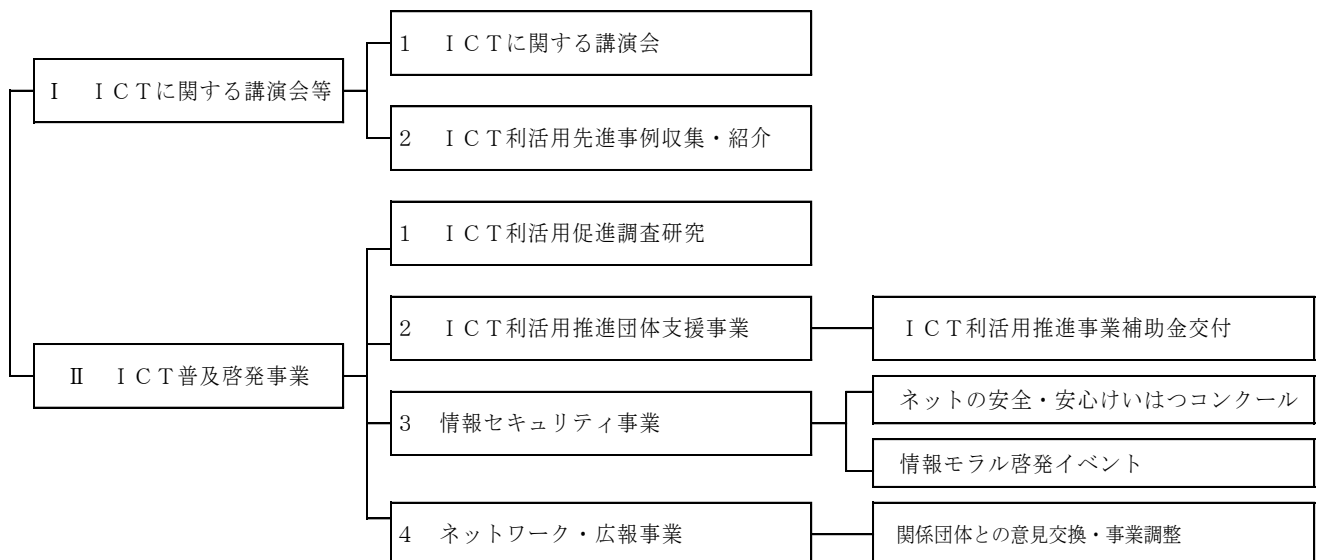 Ⅰ　ＩＣＴに関する講演会等
1　ＩＣＴに関する講演会
2　ＩＣＴ利活用先進事例収集・紹介
Ⅱ　ＩＣＴ普及啓発事業
1　ＩＣＴ利活用促進調査研究
2　ＩＣＴ利活用推進団体支援事業
ＩＣＴ利活用推進事業補助金交付
3　情報セキュリティ事業
ネットの安全・安心けいはつコンクール
情報モラル啓発イベント
4　ネットワーク・広報事業
関係団体との意見交換・事業調整